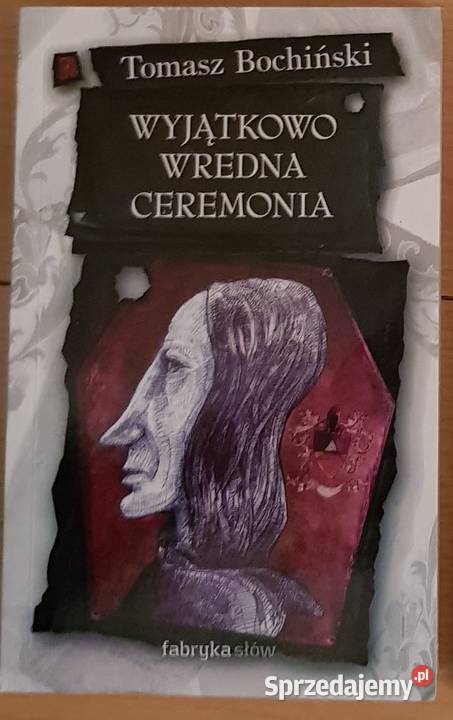 Tomasz Bochiński
WYJĄTKOWO
WREDNA
CEREMONIA
fabryka słów
Sprzedajemy.pl